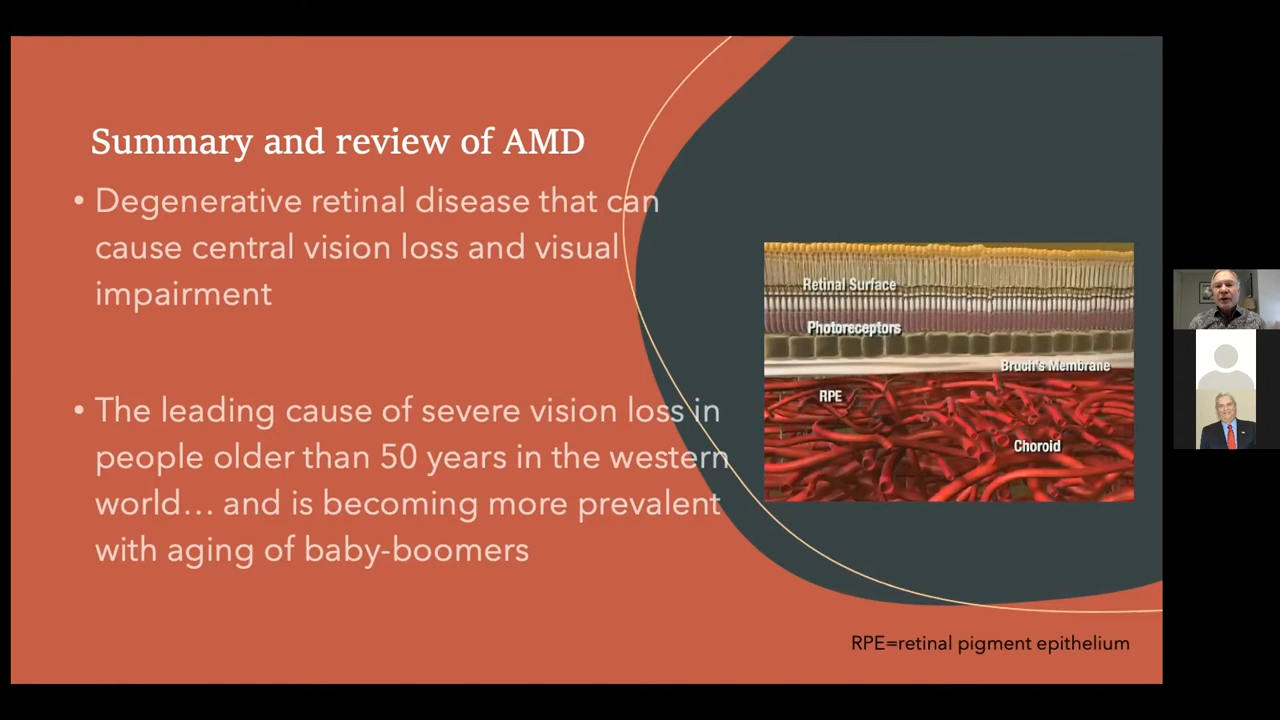 Summary and review of AMD
• Degenerative retinal disease that can
cause central vision loss and visual
impairment
• The leading cause of severe vision loss in
people older than 50 years in the western
world… and is becoming more prevalent
with aging of baby-boomers
Retinal Surface
Photoreceptors
Bruch's Membrane
RPE
Choroid
RPE=retinal pigment epithelium